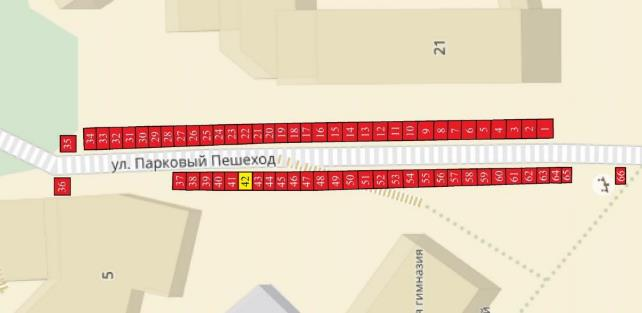 21
35 34 33 32 31 30 29 28 27 26 25 24 23 22 21 20 19 18 17 16 15 14 13 12 11 10 9 8 7 6 5 4 3 2 1
ул. Парковый Пешеход
36 37 38 39 40 41 42 43 44 45 46 47 48 49 50 51 52 53 54 55 56 57 58 59 60 61 62 63 64 65 66
5
я гимназия
й